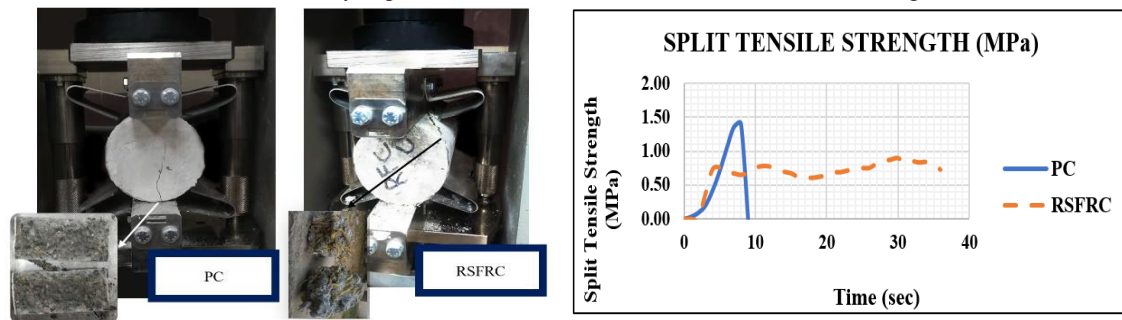 PC
RFC
RSFRC
SPLIT TENSILE STRENGTH (MPa)
Split Tensile Strength
(MPa)
2.00
1.50
1.00
0.50
0.00
0 10 20 30 40
Time (sec)
PC
RSFRC